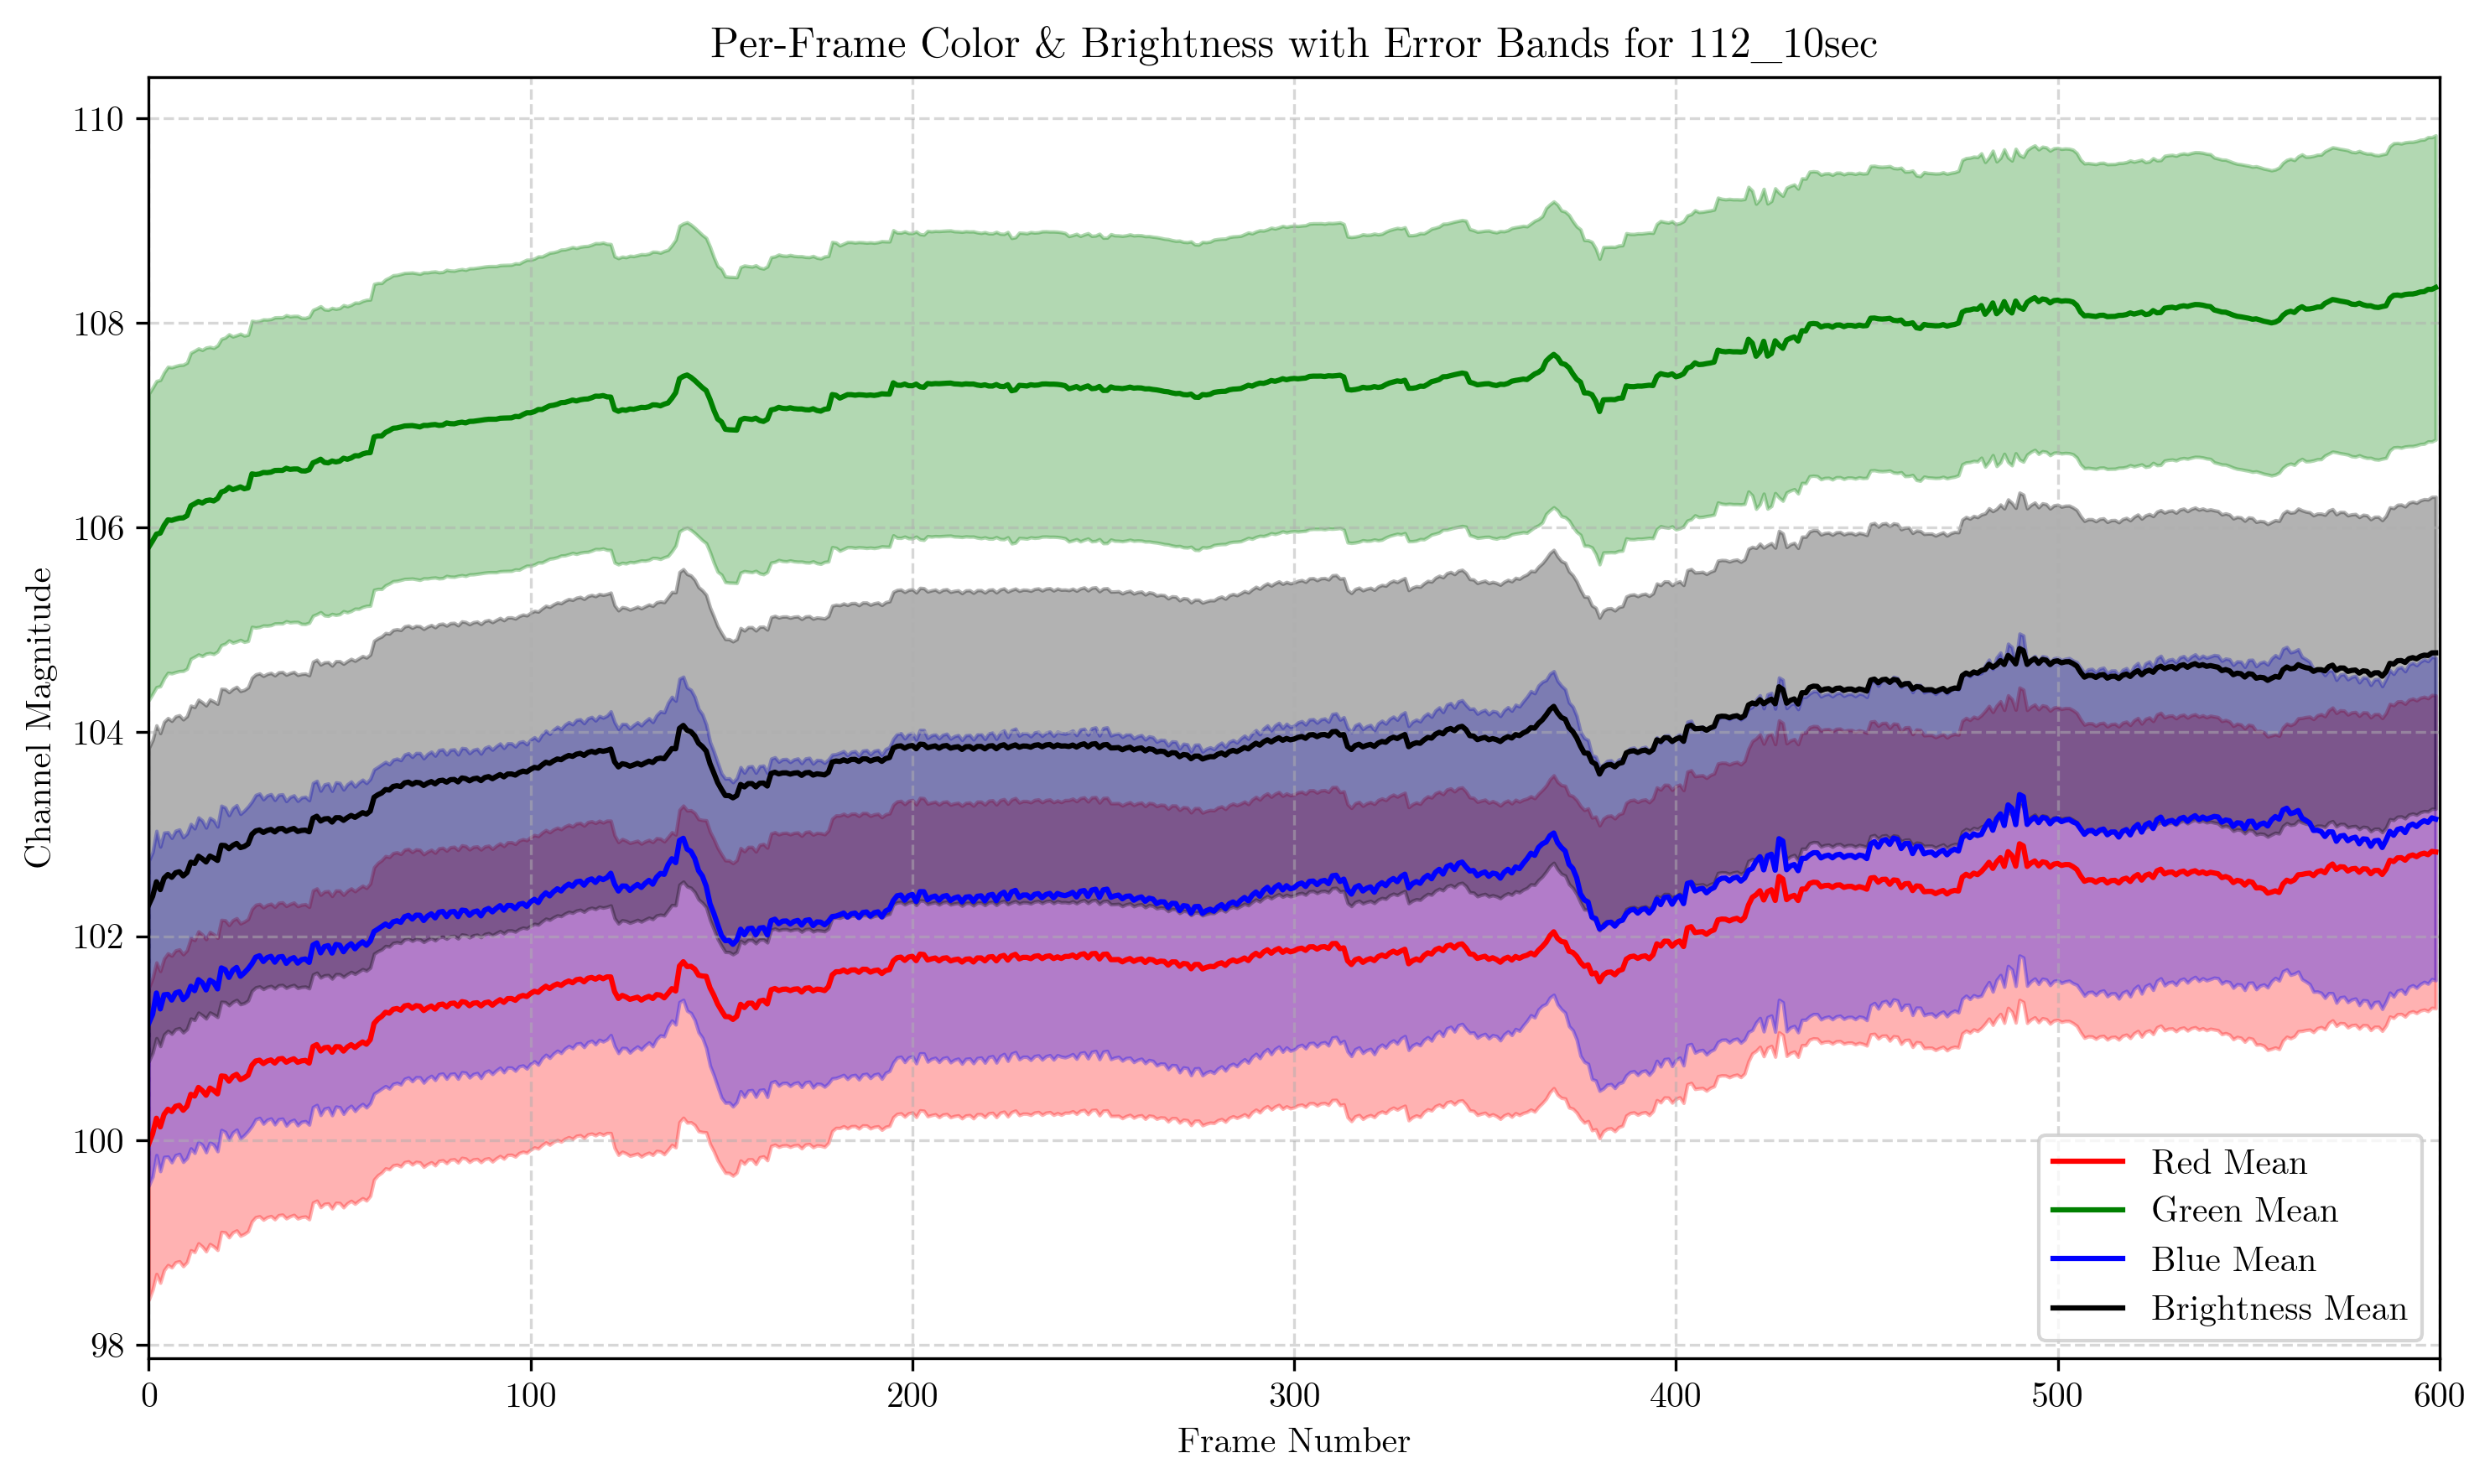 Per-Frame Color & Brightness with Error Bands for 112_10sec
Channel Magnitude
110
108
106
104
102
100
98
0 100 200 300 400 500 600
Frame Number
Red Mean
Green Mean
Blue Mean
Brightness Mean